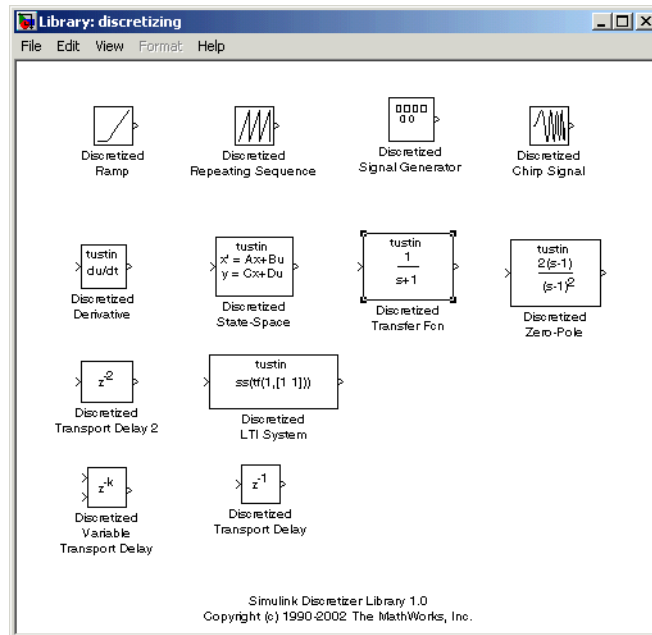 Library: discretizing
File Edit View Format Help
Discretized
Ramp
Discretized
Repeating Sequence
Discretized
Signal Generator
Discretized
Chirp Signal
tustin
du/dt
Discretized
Derivative
tustin
x' = Ax+Bu
y = Cx+Du
Discretized
State-Space
tustin
1
s+1
Discretized
Transfer Fcn
tustin
2(s-1)
(s-1)^2
Discretized
Zero-Pole
z^-2
Discretized
Transport Delay 2
tustin
ss(tf(1,[1 1]))
Discretized
LTI System
z^-k
Discretized
Variable
Transport Delay
z^-1
Discretized
Transport Delay
Simulink Discretizer Library 1.0
Copyright (c) 1990-2002 The MathWorks, Inc.